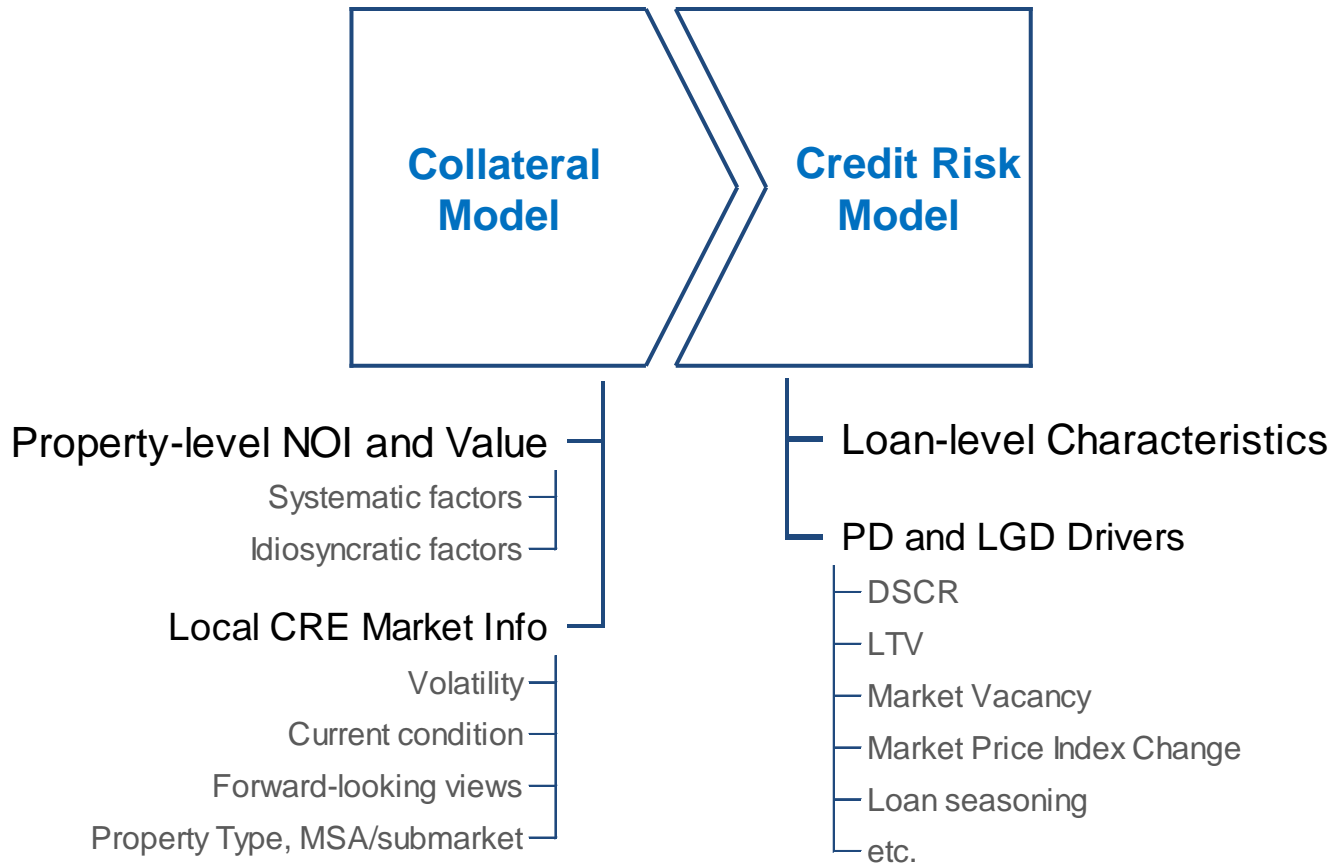 Collateral
Model
Credit Risk
Model
Property-level NOI and Value
Systematic factors
Idiosyncratic factors
Local CRE Market Info
Volatility
Current condition
Forward-looking views
Property Type, MSA/submarket
Loan-level Characteristics
PD and LGD Drivers
DSCR
LTV
Market Vacancy
Market Price Index Change
Loan seasoning
etc.